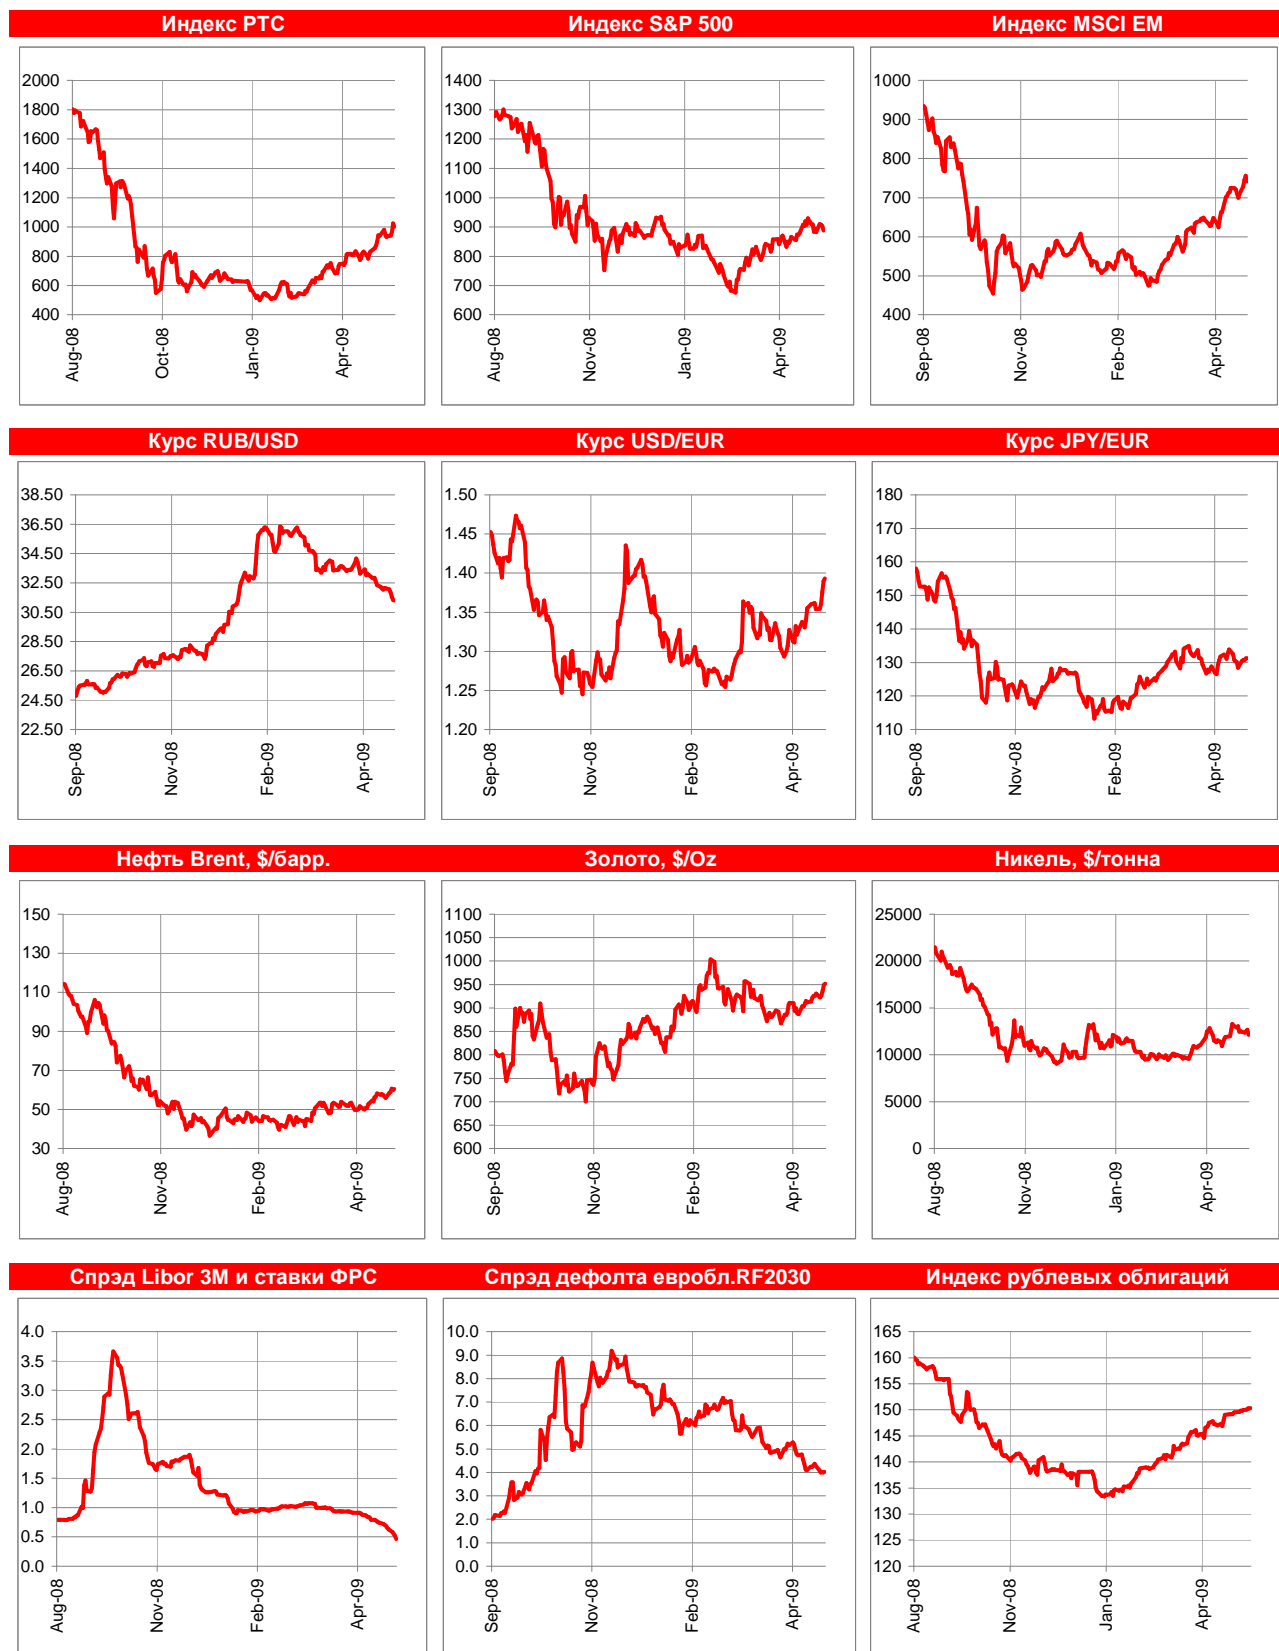 Индекс РТС
Индекс S&P 500
Индекс MSCI EM
2000
1800
1600
1400
1200
1000
800
600
400
Aug-08
Oct-08
Jan-09
Apr-09
1400
1300
1200
1100
1000
900
800
700
600
Aug-08
Nov-08
Jan-09
Apr-09
1000
900
800
700
600
500
400
Sep-08
Nov-08
Feb-09
Apr-09
Курс RUB/USD
Курс USD/EUR
Курс JPY/EUR
38.50
36.50
34.50
32.50
30.50
28.50
26.50
24.50
22.50
Sep-08
Nov-08
Feb-09
Apr-09
1.50
1.45
1.40
1.35
1.30
1.25
1.20
Sep-08
Nov-08
Feb-09
Apr-09
180
170
160
150
140
130
120
110
Sep-08
Nov-08
Feb-09
Apr-09
Нефть Brent, $/барр.
Золото, $/Oz
Никель, $/тонна
150
130
110
90
70
50
30
Aug-08
Nov-08
Feb-09
Apr-09
1100
1050
1000
950
900
850
800
750
700
650
600
Sep-08
Nov-08
Feb-09
Apr-09
25000
20000
15000
10000
5000
0
Aug-08
Nov-08
Jan-09
Apr-09
Спрэд Libor 3M и ставки ФРС
Спрэд дефолта евробл.RF2030
Индекс рублевых облигаций
4.0
3.5
3.0
2.5
2.0
1.5
1.0
0.5
0.0
Aug-08
Nov-08
Feb-09
Apr-09
10.0
9.0
8.0
7.0
6.0
5.0
4.0
3.0
2.0
1.0
0.0
Sep-08
Nov-08
Feb-09
Apr-09
165
160
155
150
145
140
135
130
125
120
Aug-08
Nov-08
Jan-09
Apr-09